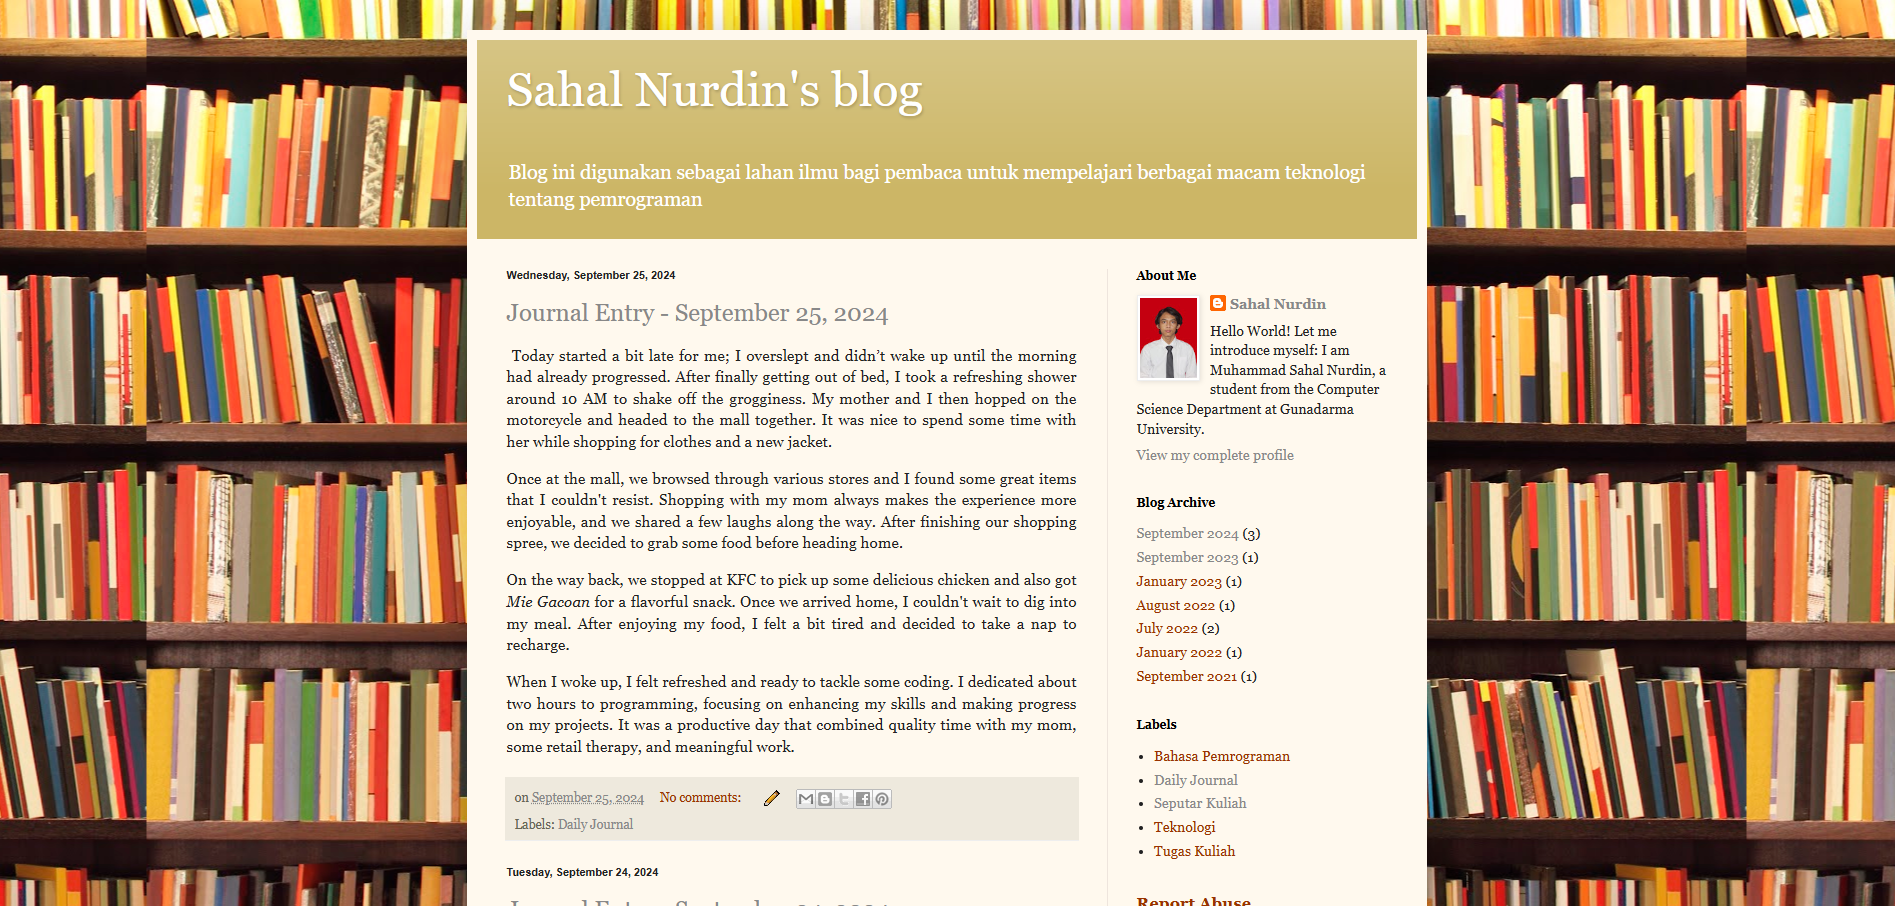 Sahal Nurdin's blog
Blog ini digunakan sebagai lahan ilmu bagi pembaca untuk mempelajari berbagai macam teknologi
tentang pemrograman
Wednesday, September 25, 2024
Journal Entry - September 25, 2024
Today started a bit late for me; I overslept and didn’t wake up until the morning
had already progressed. After finally getting out of bed, I took a refreshing shower
around 10 AM to shake off the grogginess. My mother and I then hopped on the
motorcycle and headed to the mall together. It was nice to spend some time with
her while shopping for clothes and a new jacket.
Once at the mall, we browsed through various stores and I found some great items
that I couldn't resist. Shopping with my mom always makes the experience more
enjoyable, and we shared a few laughs along the way. After finishing our shopping
spree, we decided to grab some food before heading home.
On the way back, we stopped at KFC to pick up some delicious chicken and also got
Mie Gacoan for a flavorful snack. Once we arrived home, I couldn't wait to dig into
my meal. After enjoying my food, I felt a bit tired and decided to take a nap to
recharge.
When I woke up, I felt refreshed and ready to tackle some coding. I dedicated about
two hours to programming, focusing on enhancing my skills and making progress
on my projects. It was a productive day that combined quality time with my mom,
some retail therapy, and meaningful work.
on September 25, 2024 No comments:
Labels: Daily Journal
Tuesday, September 24, 2024
Journal Entry - September 24, 2024
About Me
Sahal Nurdin
Hello World! Let me
introduce myself: I am
Muhammad Sahal Nurdin, a
student from the Computer
Science Department at Gunadarma
University.
View my complete profile
Blog Archive
September 2024 (3)
September 2023 (1)
January 2023 (1)
August 2022 (1)
July 2022 (2)
January 2022 (1)
September 2021 (1)
Labels
Bahasa Pemrograman
Daily Journal
Seputar Kuliah
Teknologi
Tugas Kuliah
Report Abuse